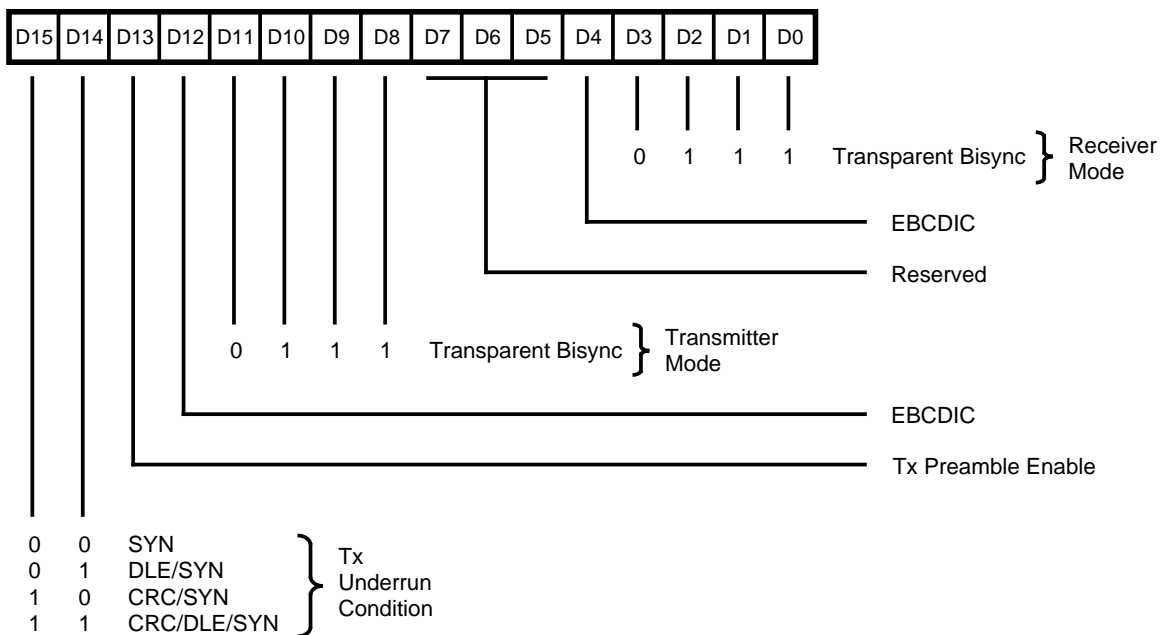 D15 D14 D13 D12 D11 D10 D9 D8 D7 D6 D5 D4 D3 D2 D1 D0
0 1 1 1 Transparent Bisync
Receiver
Mode
EBCDIC
Reserved
0 1 1 1 Transparent Bisync
Transmitter
Mode
EBCDIC
Tx Preamble Enable
0 0 SYN
0 1 DLE/SYN
1 0 CRC/SYN
1 1 CRC/DLE/SYN
Tx
Underrun
Condition